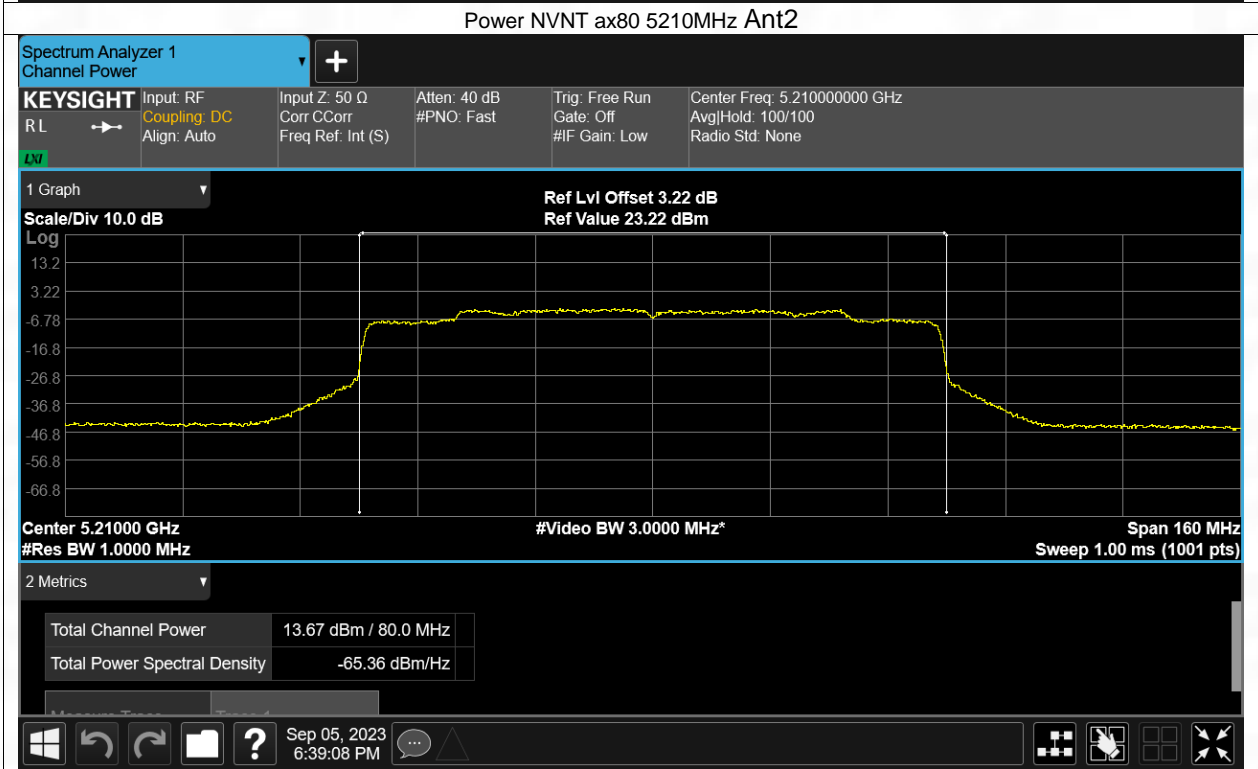 Power NVNT ax80 5210MHz Ant2
Spectrum Analyzer 1
Channel Power
KEYSIGHT
R L
LXI
Input: RF
Coupling: DC
Align: Auto
Input Z: 50 Ω
Corr CCorr
Freq Ref: Int (S)
Atten: 40 dB
#PNO: Fast
Trig: Free Run
Gate: Off
#IF Gain: Low
Center Freq: 5.210000000 GHz
Avg|Hold: 100/100
Radio Std: None
1 Graph
Scale/Div 10.0 dB
Ref Lvl Offset 3.22 dB
Ref Value 23.22 dBm
Log
13.2
3.22
-6.78
-16.8
-26.8
-36.8
-46.8
-56.8
-66.8
Center 5.21000 GHz
#Video BW 3.0000 MHz*
Span 160 MHz
#Res BW 1.0000 MHz
Sweep 1.00 ms (1001 pts)
2 Metrics
Total Channel Power 13.67 dBm / 80.0 MHz
Total Power Spectral Density -65.36 dBm/Hz
Sep 05, 2023
6:39:08 PM